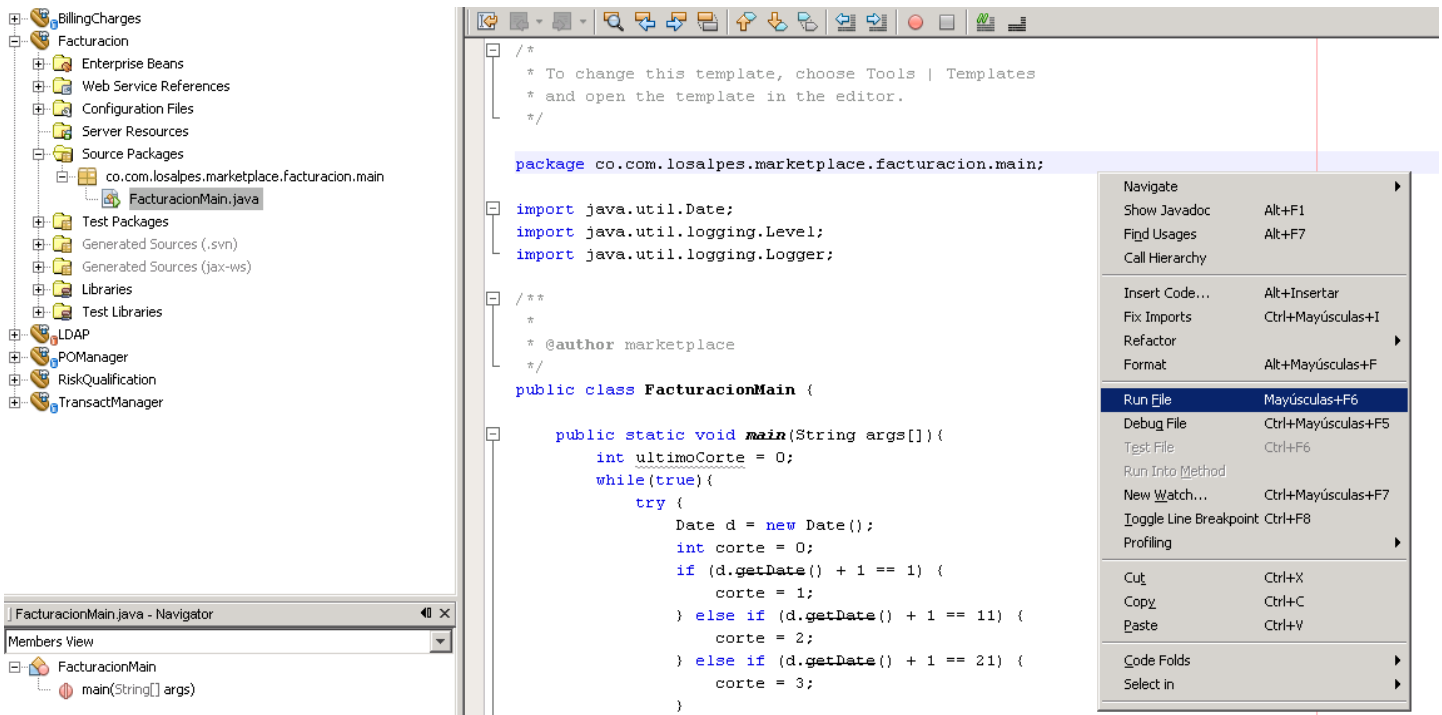 BillingCharges
Facturacion
Enterprise Beans
Web Service References
Configuration Files
Server Resources
Source Packages
co.com.losalpes.marketplace.facturacion.main
FacturacionMain.java
Test Packages
Generated Sources (.svn)
Generated Sources (jax-ws)
Libraries
Test Libraries
LDAP
POManager
RiskQualification
TransactManager
FacturacionMain.java - Navigator
Members View
FacturacionMain
main(String[] args)
/*
* To change this template, choose Tools | Templates
* and open the template in the editor.
*/
package co.com.losalpes.marketplace.facturacion.main;
import java.util.Date;
import java.util.logging.Level;
import java.util.logging.Logger;
/**
*
* @author marketplace
*/
public class FacturacionMain {
public static void main(String args[]){
int ultimoCorte = 0;
while(true){
try {
Date d = new Date();
int corte = 0;
if (d.getDate() + 1 == 1) {
corte = 1;
} else if (d.getDate() + 1 == 11) {
corte = 2;
} else if (d.getDate() + 1 == 21) {
corte = 3;
}
Navigate
Show Javadoc Alt+F1
Find Usages Alt+F7
Call Hierarchy
Insert Code... Alt+Insertar
Fix Imports Ctrl+Mayúsculas+I
Refactor
Format Alt+Mayúsculas+F
Run File Mayúsculas+F6
Debug File Ctrl+Mayúsculas+F5
Test File Ctrl+F6
Run Into Method
New Watch... Ctrl+Mayúsculas+F7
Toggle Line Breakpoint Ctrl+F8
Profiling
Cut Ctrl+X
Copy Ctrl+C
Paste Ctrl+V
Code Folds
Select in